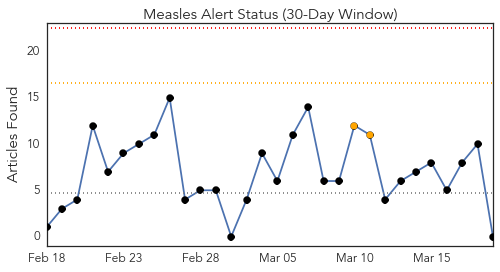 Measles Alert Status (30-Day Window)
Articles Found
20
15
10
5
0
Feb 18 Feb 23 Feb 28 Mar 05 Mar 10 Mar 15